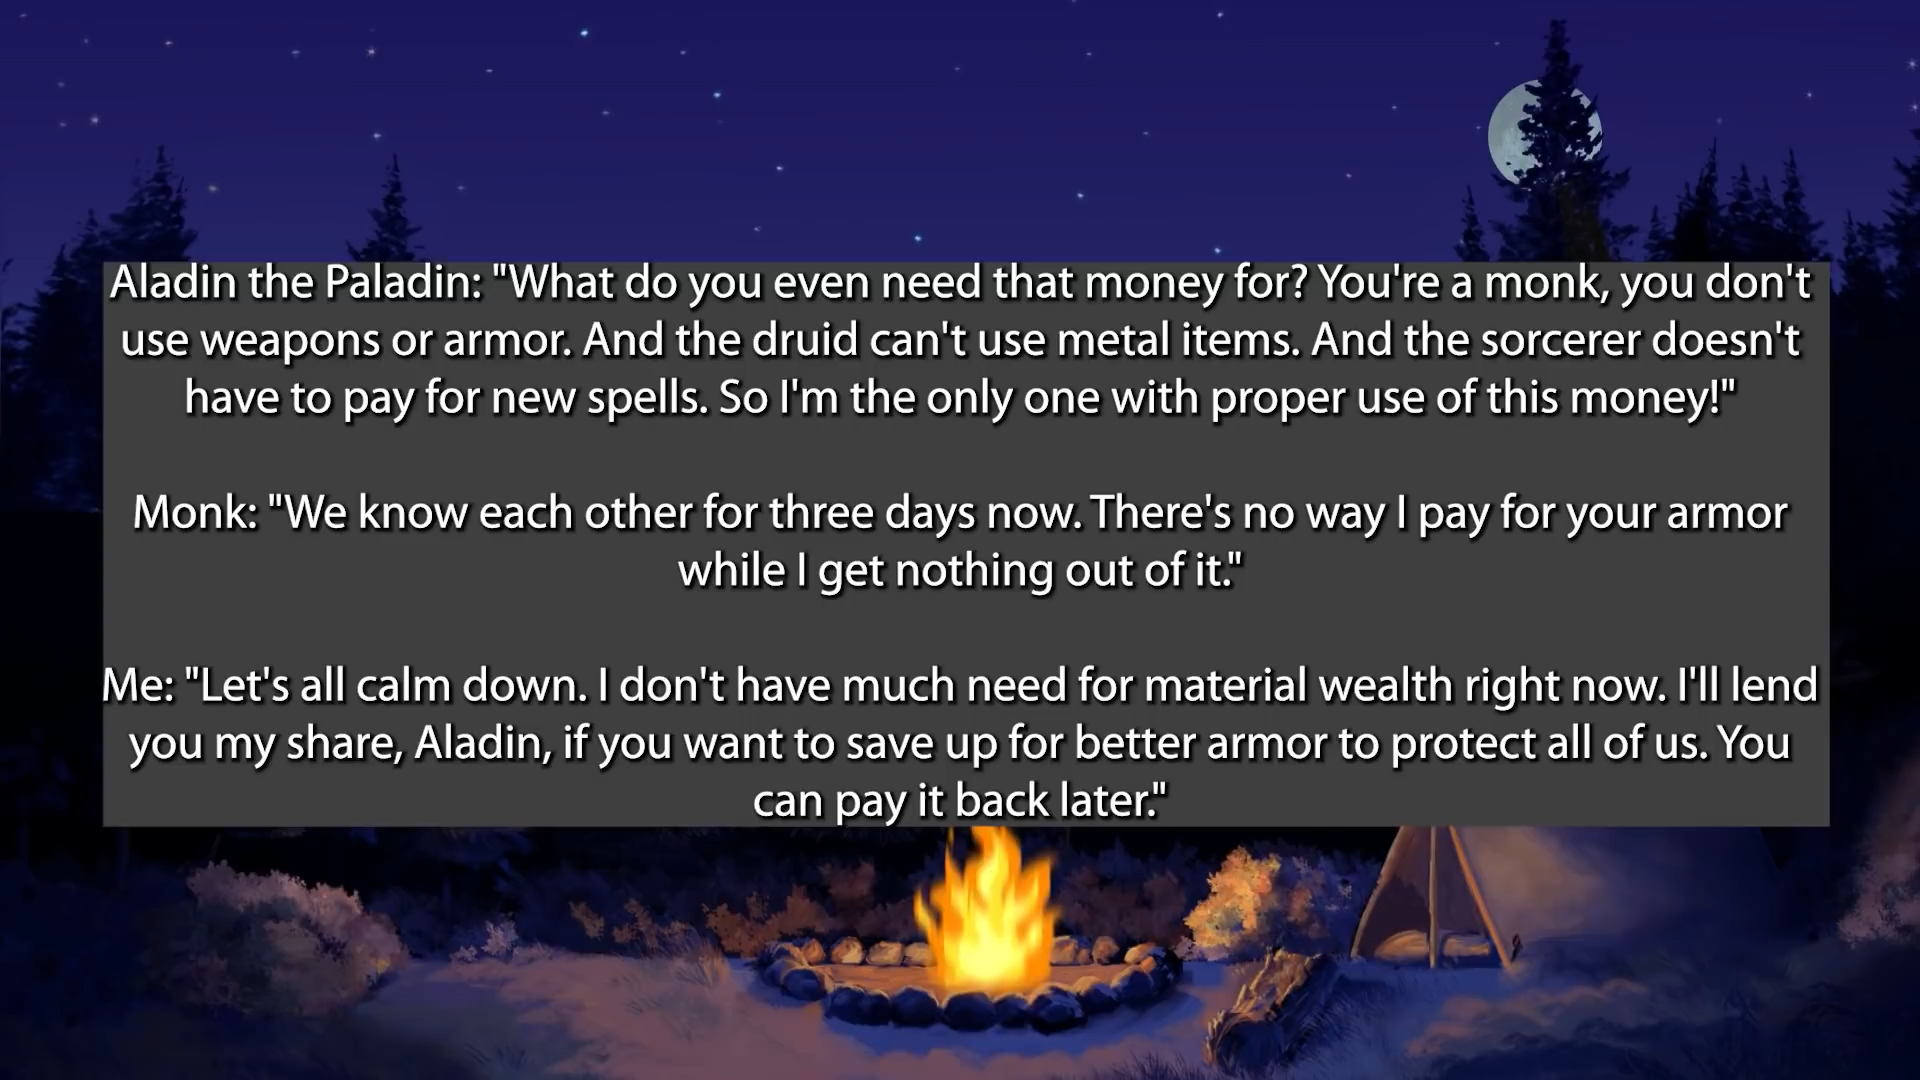 Aladin the Paladin: "What do you even need that money for? You're a monk, you don't
use weapons or armor. And the druid can't use metal items. And the sorcerer doesn't
have to pay for new spells. So I'm the only one with proper use of this money!"
Monk: "We know each other for three days now. There's no way I pay for your armor
while I get nothing out of it."
Me: "Let's all calm down. I don't have much need for material wealth right now. I'll lend
you my share, Aladin, if you want to save up for better armor to protect all of us. You
can pay it back later."